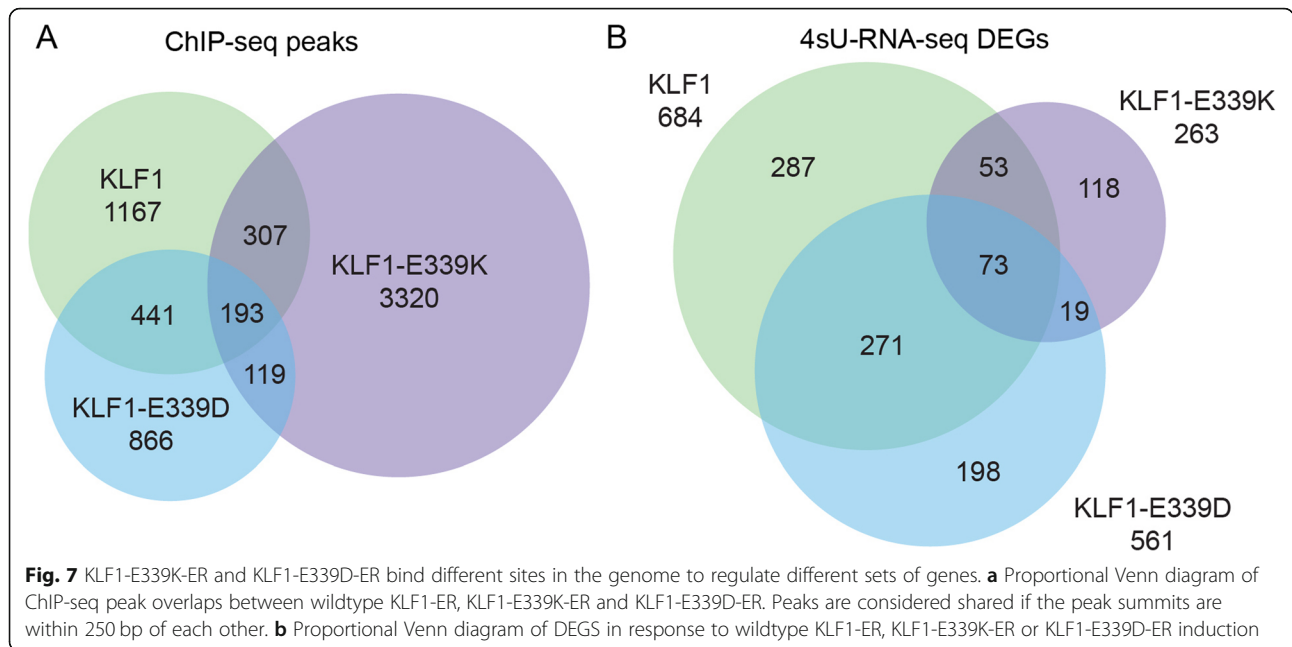 A
ChIP-seq peaks
KLF1
1167
307
KLF1-E339K
3320
441
193
119
KLF1-E339D
866
B
4sU-RNA-seq DEGs
KLF1
684
KLF1-E339K
263
287
53
118
73
19
271
198
KLF1-E339D
561
Fig. 7 KLF1-E339K-ER and KLF1-E339D-ER bind different sites in the genome to regulate different sets of genes. a Proportional Venn diagram of
ChIP-seq peak overlaps between wildtype KLF1-ER, KLF1-E339K-ER and KLF1-E339D-ER. Peaks are considered shared if the peak summits are
within 250 bp of each other. b Proportional Venn diagram of DEGS in response to wildtype KLF1-ER, KLF1-E339K-ER or KLF1-E339D-ER induction